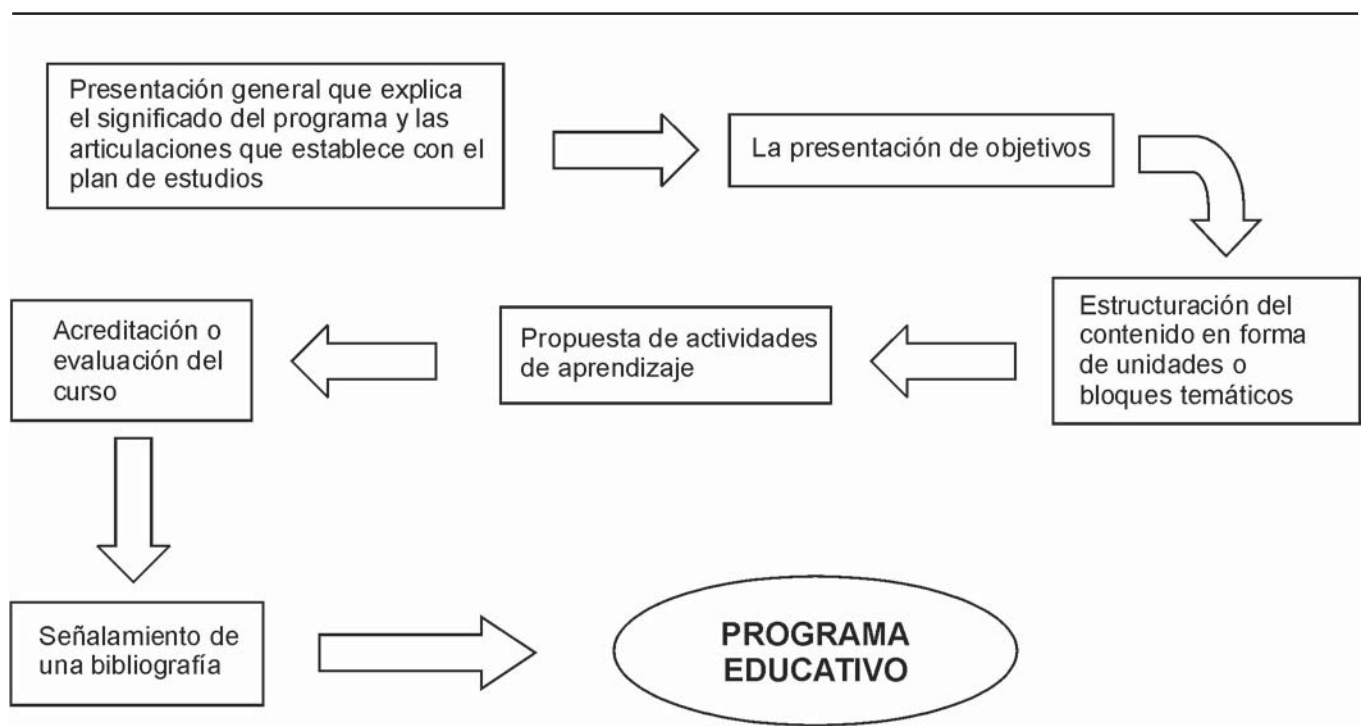 Presentación general que explica
el significado del programa y las
articulaciones que establece con el
plan de estudios
La presentación de objetivos
Estructuración del
contenido en forma
de unidades o
bloques temáticos
Propuesta de actividades
de aprendizaje
Acreditación o
evaluación del
curso
Señalamiento de
una bibliografía
PROGRAMA
EDUCATIVO